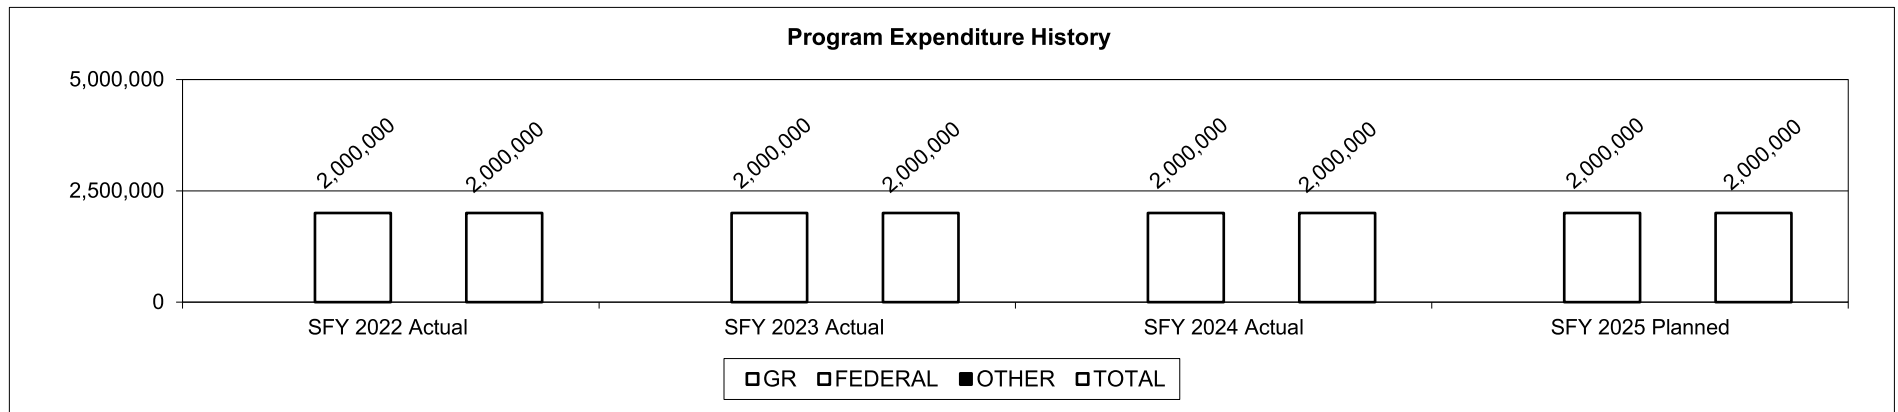 Program Expenditure History
5,000,000
2,500,000
0
2,000,000
2,000,000
2,000,000
2,000,000
2,000,000
2,000,000
2,000,000
2,000,000
SFY 2022 Actual
SFY 2023 Actual
SFY 2024 Actual
SFY 2025 Planned
GR
FEDERAL
OTHER
TOTAL